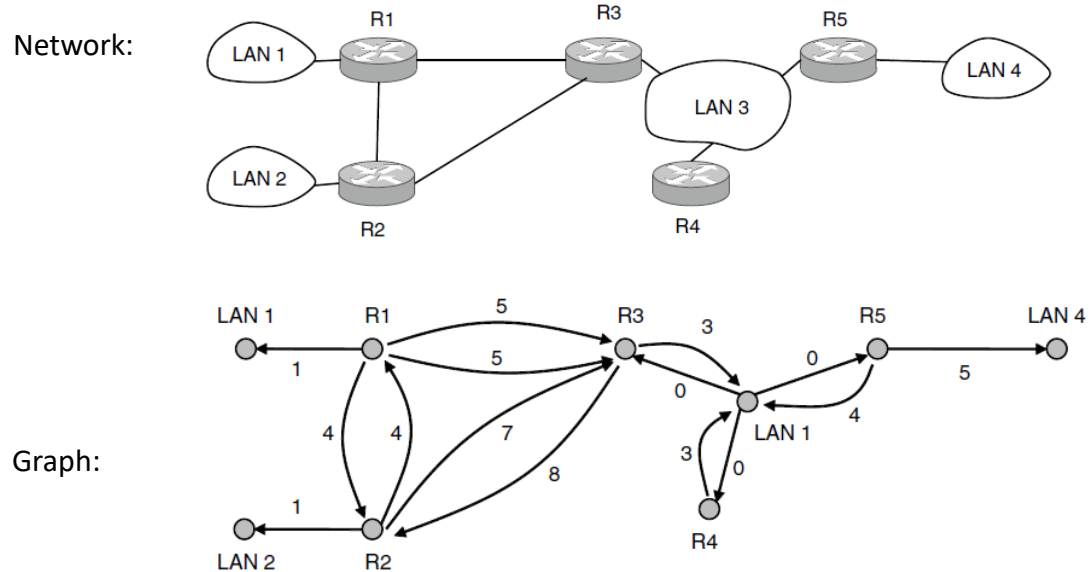 Network:
R1
R3
R5
LAN 1
LAN 4
LAN 3
LAN 2
R2
R4
Graph:
LAN 1
R1
5
R3
3
R5
LAN 4
1
5
0
0
5
4
4
7
8
LAN 1
4
3
0
1
LAN 2
R2
R4